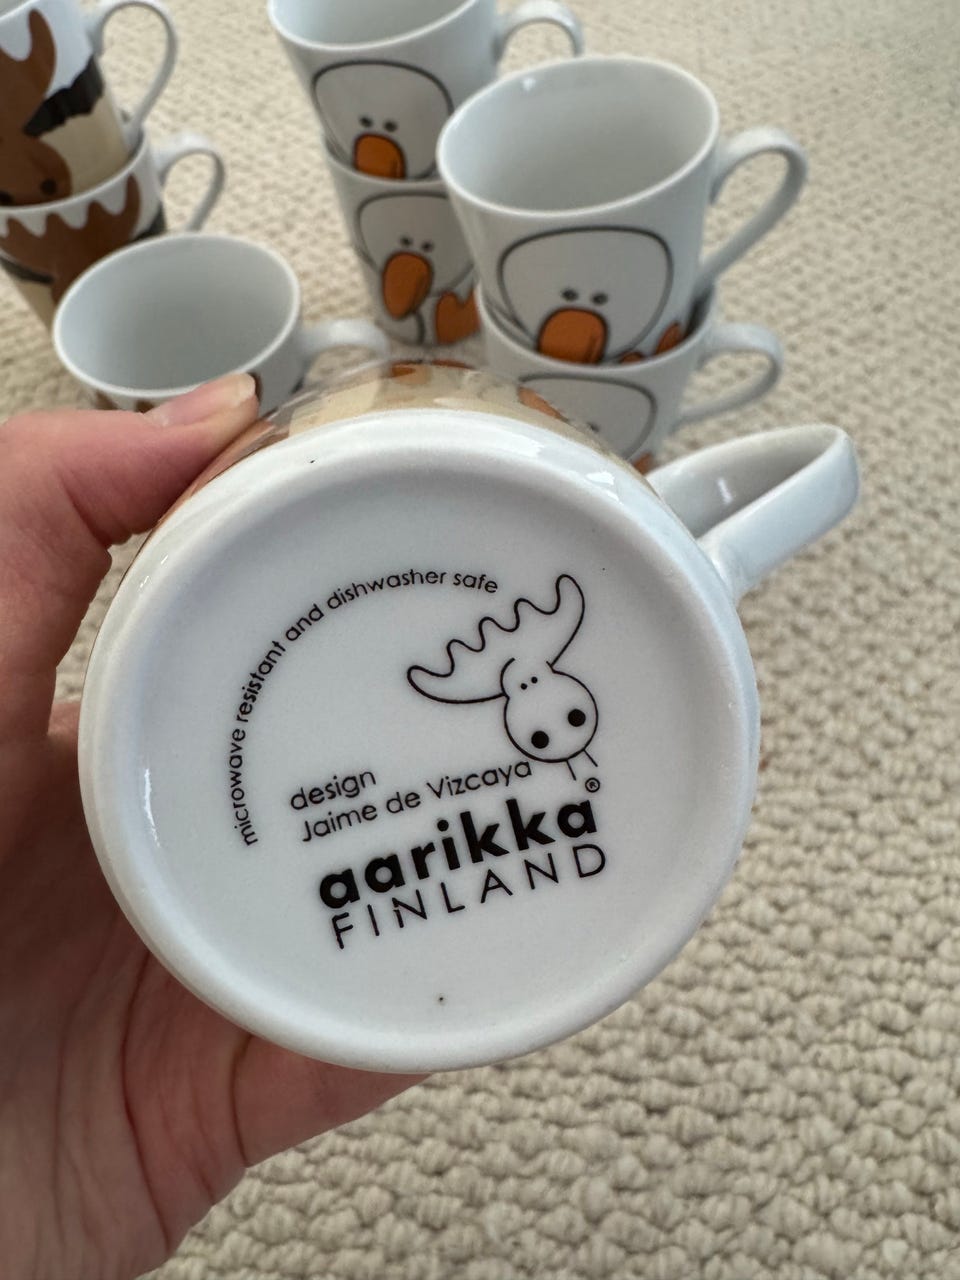 microwave resistant and dishwasher safe
design
Jaime de Vizcaya
aarikka®
FINLAND